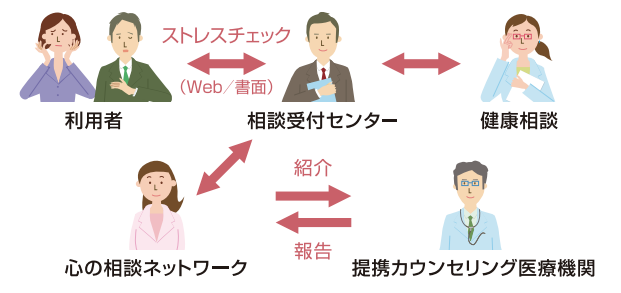 ストレスチェック
（Web／書面）
利用者
相談受付センター
健康相談
紹介
報告
心の相談ネットワーク
提携カウンセリング医療機関